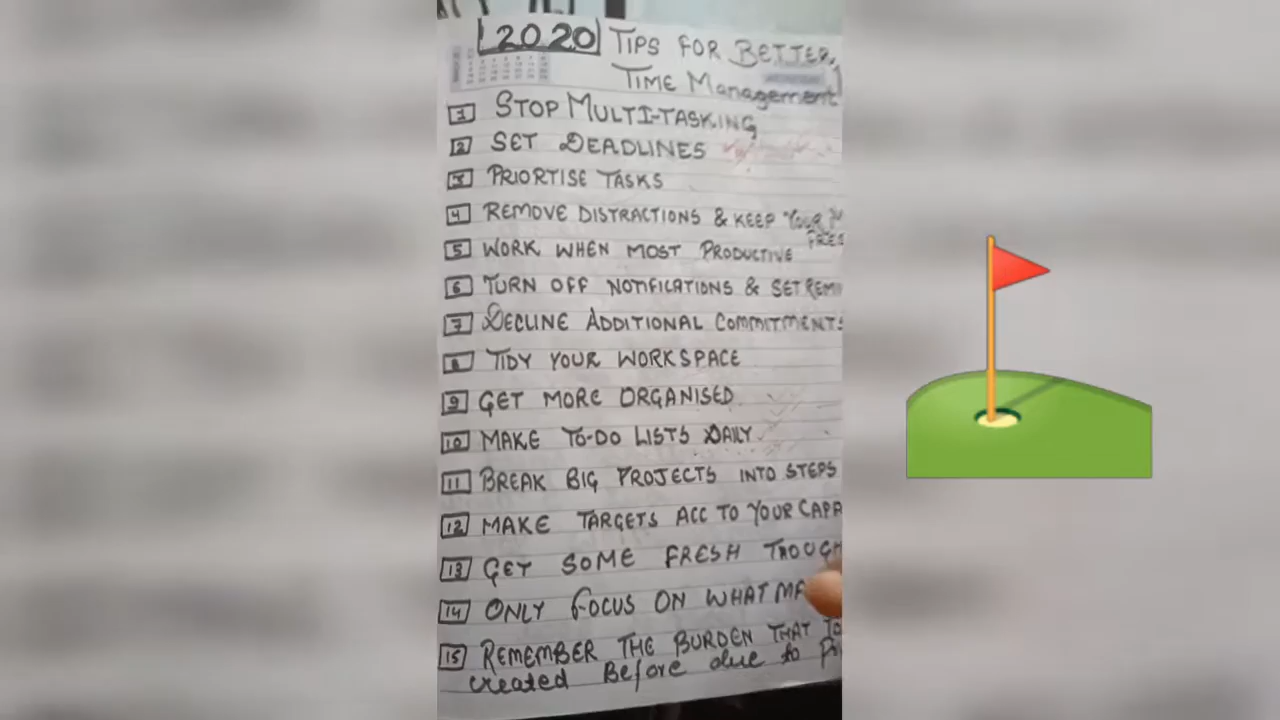 2020 TIPS FOR BETTER,
TIME Management
1 STOP MULTI-TASKING
2 SET DEADLINES
3 PRIORTISE TASKS
4 REMOVE DISTRACTIONS & KEEP YOUR
5 WORK WHEN MOST PRODUCTIVE
6 TURN OFF NOTIFICATIONS & SET
7 DECLINE ADDITIONAL COMMITMENTS
8 TIDY YOUR WORKSPACE
9 GET MORE ORGANISED
10 MAKE TO-DO LISTS DAILY
11 BREAK BIG PROJECTS INTO STEPS
12 MAKE TARGETS ACC TO YOUR
13 GET SOME FRESH
14 ONLY FOCUS ON WHAT
15 REMEMBER THE BURDEN THAT
created Before due to